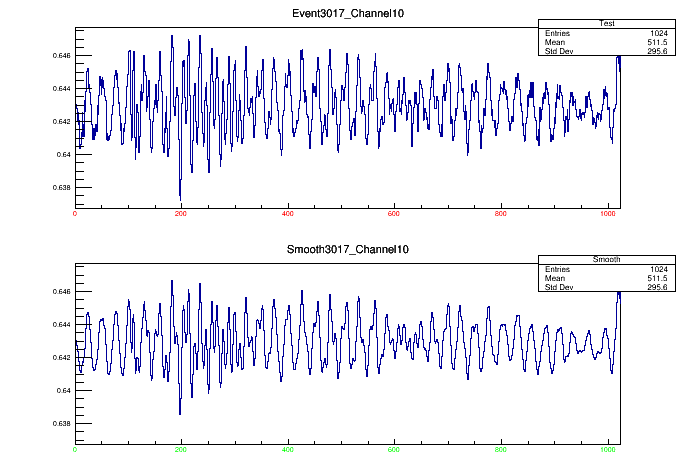 Event3017_Channel10
Test
Entries 1024
Mean 511.5
Std Dev 295.6
0.646
0.644
0.642
0.64
0.638
0 200 400 600 800 1000
Smooth3017_Channel10
Smooth
Entries 1024
Mean 511.5
Std Dev 295.6
0.646
0.644
0.642
0.64
0.638
0 200 400 600 800 1000